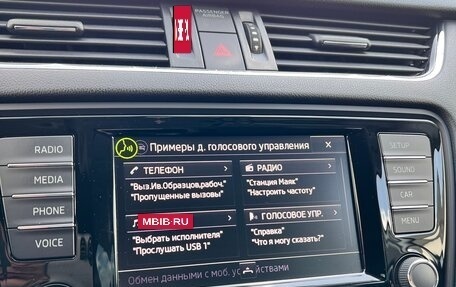 PASSENGER
AIRBAG
RADIO
MEDIA
PHONE
VOICE
SETUP
SOUND
CAR
MENU
Примеры д. голосового управления
ТЕЛЕФОН
"Выз.Ив.Образцов,рабоч."
"Пропущенные вызовы"
РАДИО
"Станция Маяк"
"Настроить частоту"
MBIB·RU
"Выбрать исполнителя"
"Прослушать USB 1"
ГОЛОСОВОЕ УПР.
"Справка"
"Что я могу сказать?"
Обмен данными с моб. устройствами